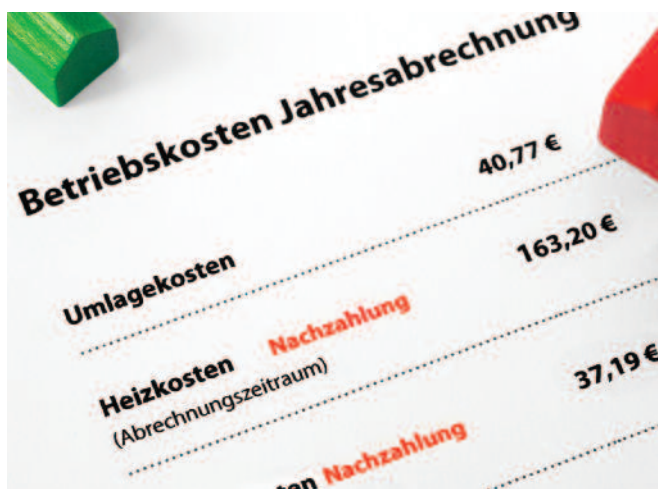 Betriebskosten Jahresabrechnung
Umlagekosten 40,77 €
Heizkosten Nachzahlung 163,20 €
(Abrechnungszeitraum)
Nachzahlung 37,19 €